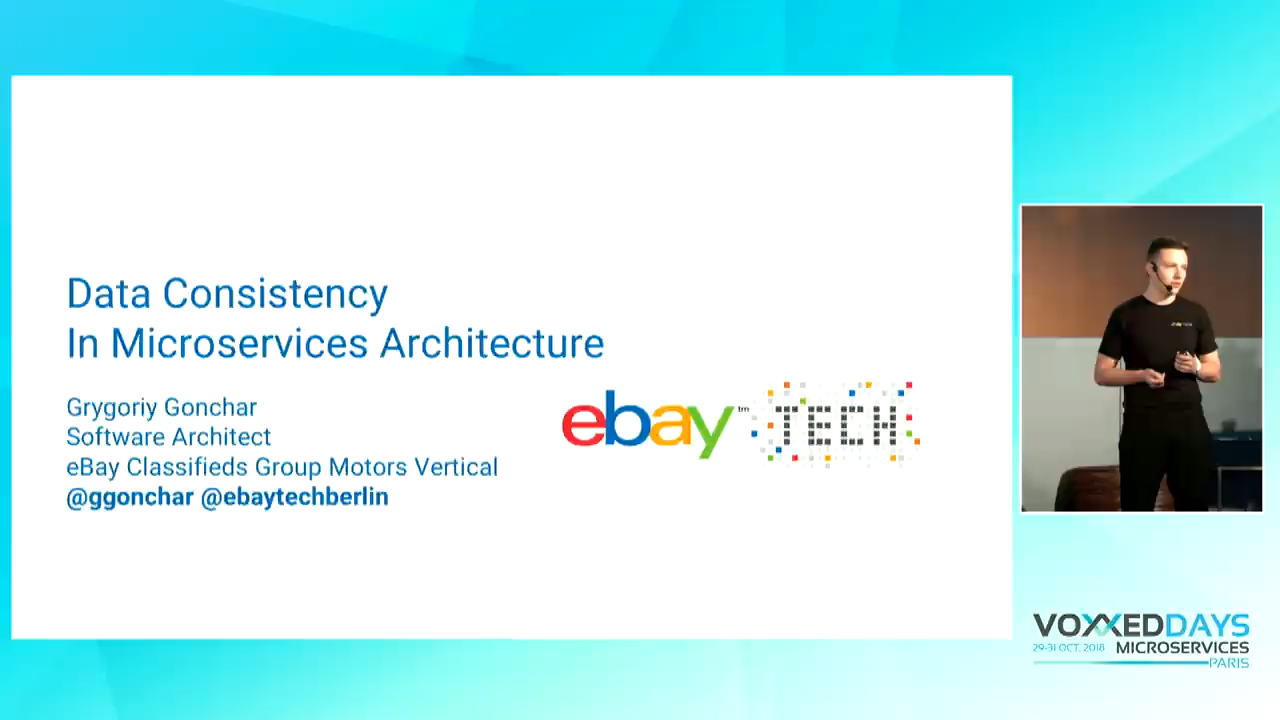 Data Consistency
In Microservices Architecture
Grygoriy Gonchar
Software Architect
eBay Classifieds Group Motors Vertical
@ggonchar @ebaytechberlin
ebay™ TECH
VOXXEDDAYS
29-31 OCT. 2018 MICROSERVICES
PARIS